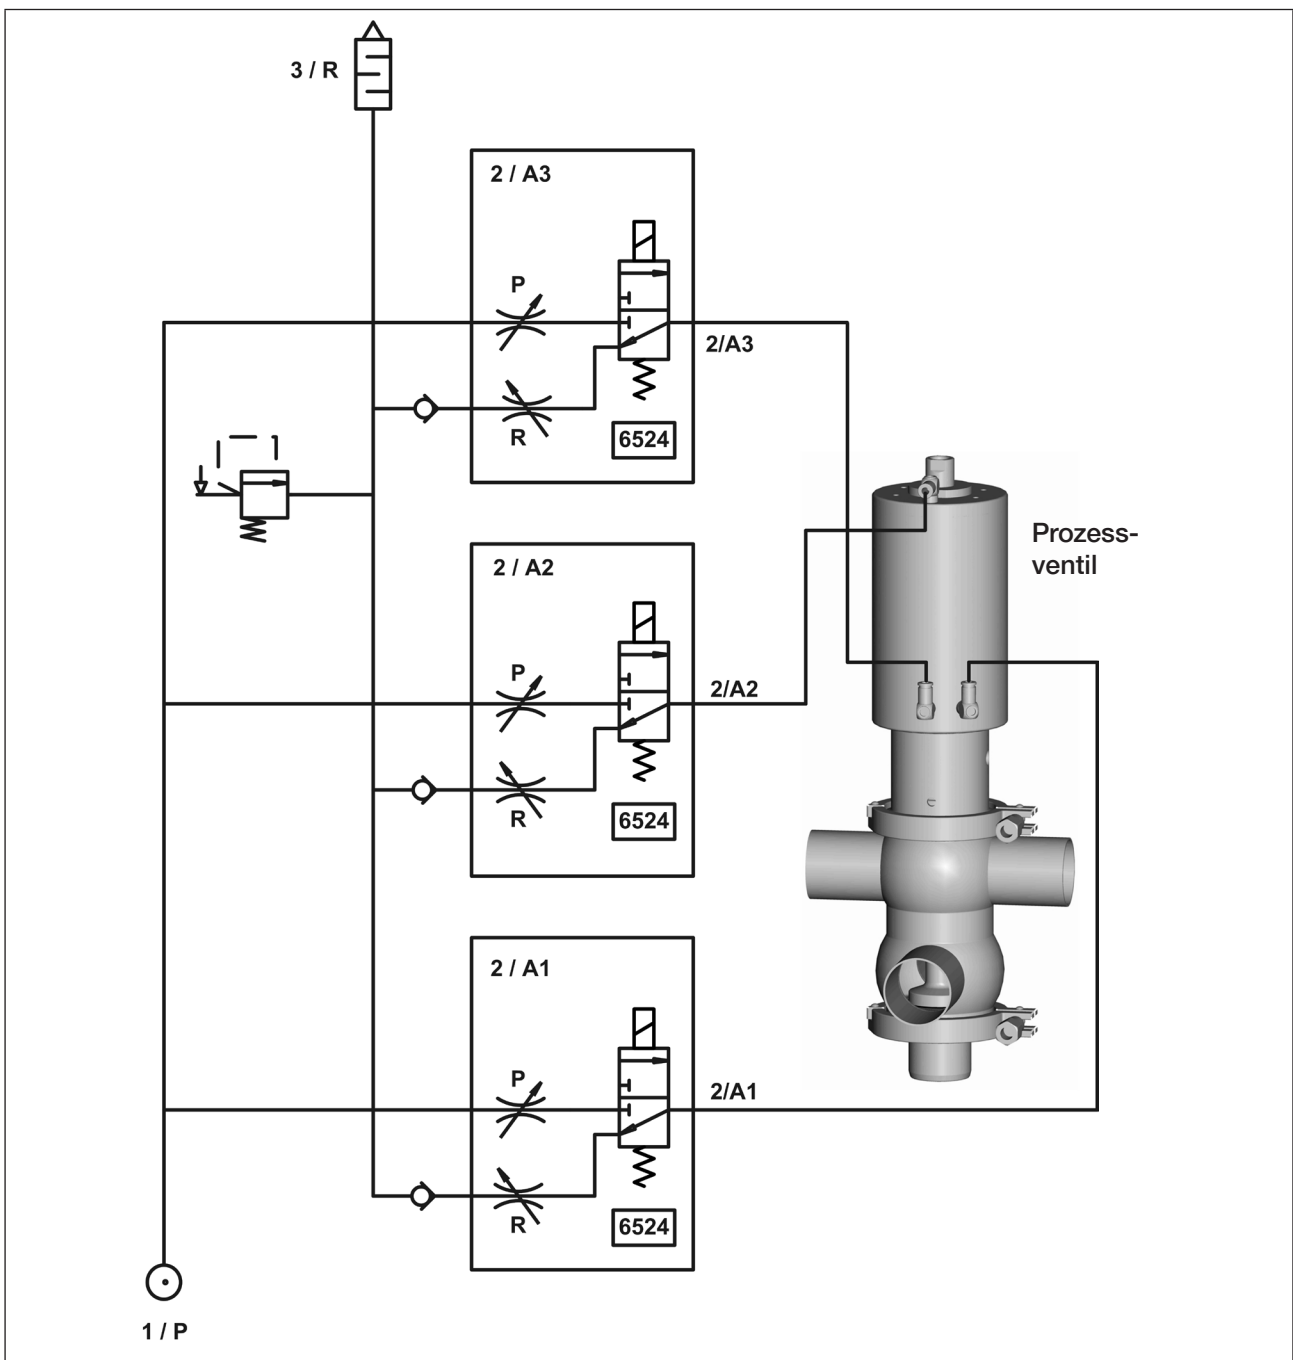 3 / R
2 / A3
P
2/A3
R
6524
Prozess-
ventil
2 / A2
P
2/A2
R
6524
2 / A1
P
2/A1
R
6524
1 / P